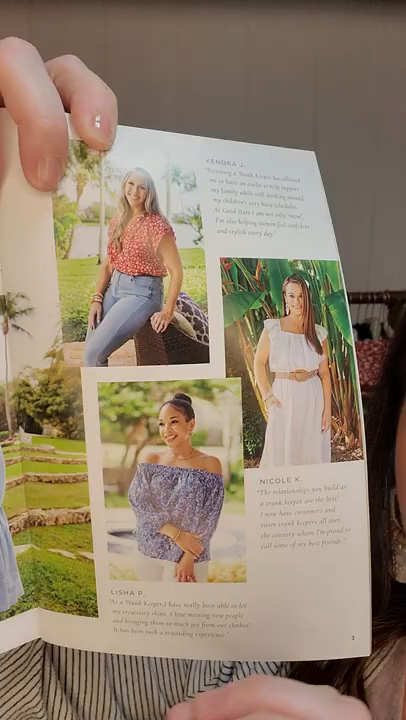 KENDRA J.
"Becoming a Trunk Keeper has allowed
me to have an outlet to help support
my family while still working around
my children's very busy schedules.
At Good Hart I am not only "mom",
I'm also helping women feel confident
and stylish every day."
NICOLE K.
"The relationships you build as
a trunk keeper are the best!
I now have customers and
sister trunk keepers all over
the country whom I'm proud to
call some of my best friends."
LISHA P.
"As a Trunk Keeper,I have really been able to let
my creativity shine. I love meeting new people
and bringing them so much joy from our clothes!
It has been such a rewarding experience."
3